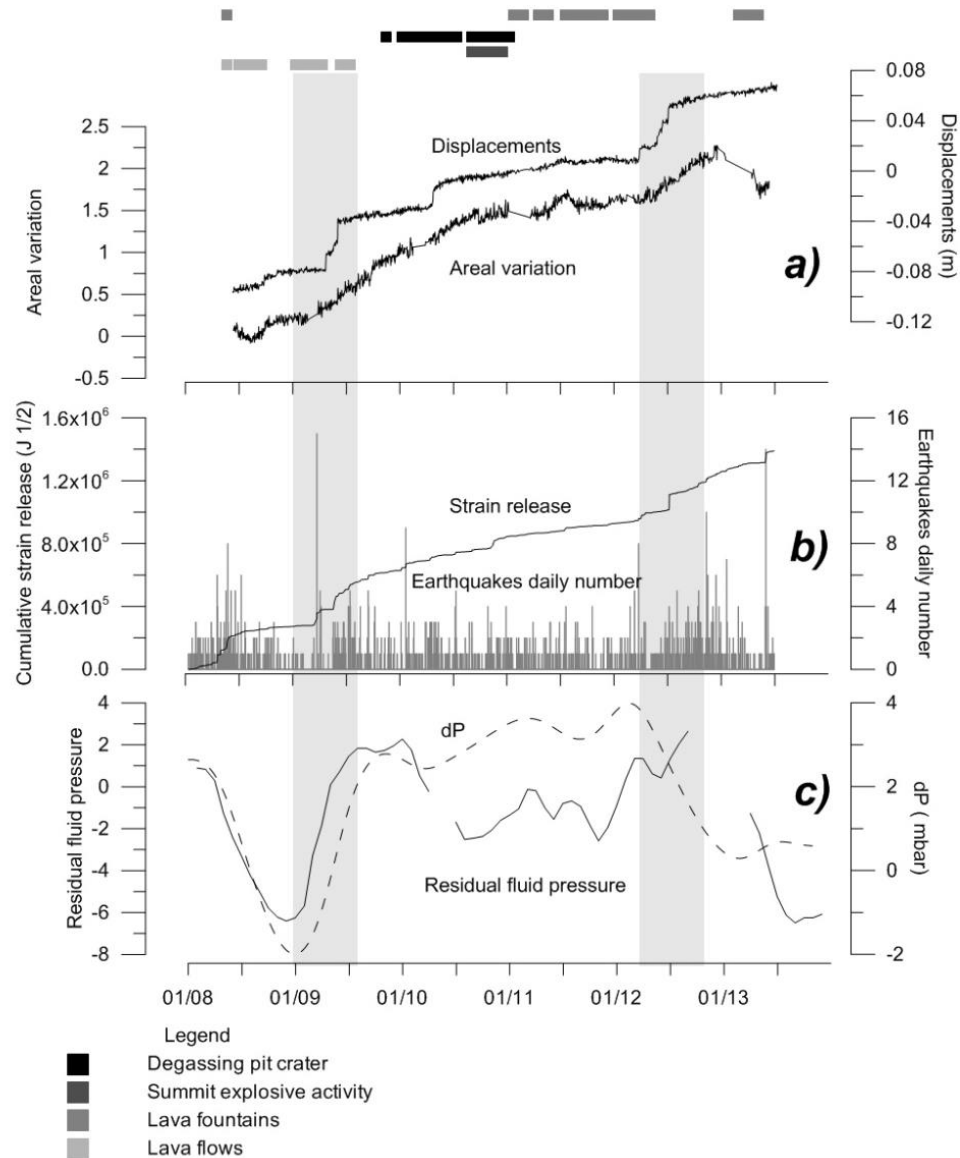 0.08
0.04
0
-0.04
-0.08
-0.12
Displacements (m)
2.5
2
1.5
1
0.5
0
-0.5
Areal variation
Displacements
Areal variation
a)
1.6x10⁶
1.2x10⁶
8.0x10⁵
4.0x10⁵
0.0
Cumulative strain release (J 1/2)
16
12
8
4
0
Earthquakes daily number
Strain release
Earthquakes daily number
b)
4
2
0
-2
-4
-6
-8
Residual fluid pressure
4
2
0
-2
dP ( mbar)
dP
Residual fluid pressure
c)
01/08 01/09 01/10 01/11 01/12 01/13
Legend
Degassing pit crater
Summit explosive activity
Lava fountains
Lava flows